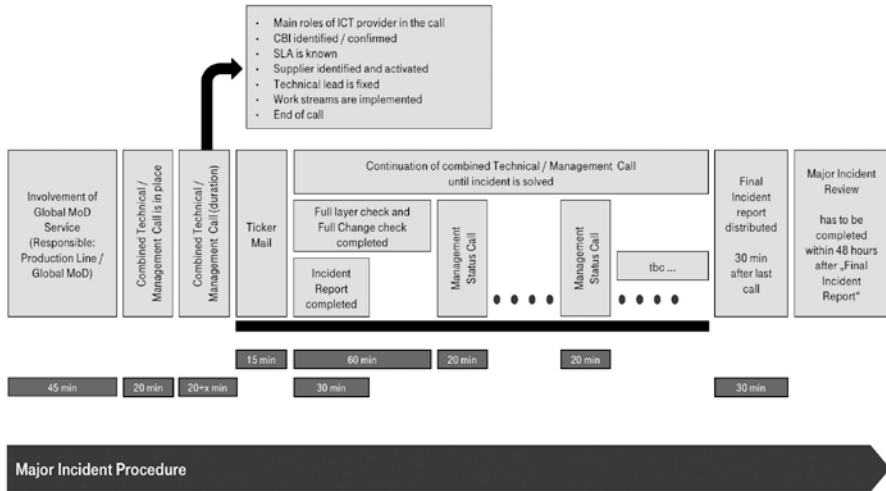 • Main roles of ICT provider in the call
• CBI identified / confirmed
• SLA is known
• Supplier identified and activated
• Technical lead is fixed
• Work streams are implemented
• End of call
Involvement of
Global MoD
Service
(Responsible:
Production Line /
Global MoD)
Combined Technical /
Management Call is in place
Combined Technical /
Management Call (duration)
Ticker
Mail
Continuation of combined Technical / Management Call
until incident is solved
Full layer check and
Full Change check
completed
Incident
Report
completed
Management
Status Call
Management
Status Call
tbc ...
Final
Incident
report
distributed
30 min
after last
call
Major Incident
Review
has to be
completed
within 48 hours
after „Final
Incident
Report"
15 min
60 min
20 min
20 min
45 min
20 min
20+x min
30 min
30 min
Major Incident Procedure